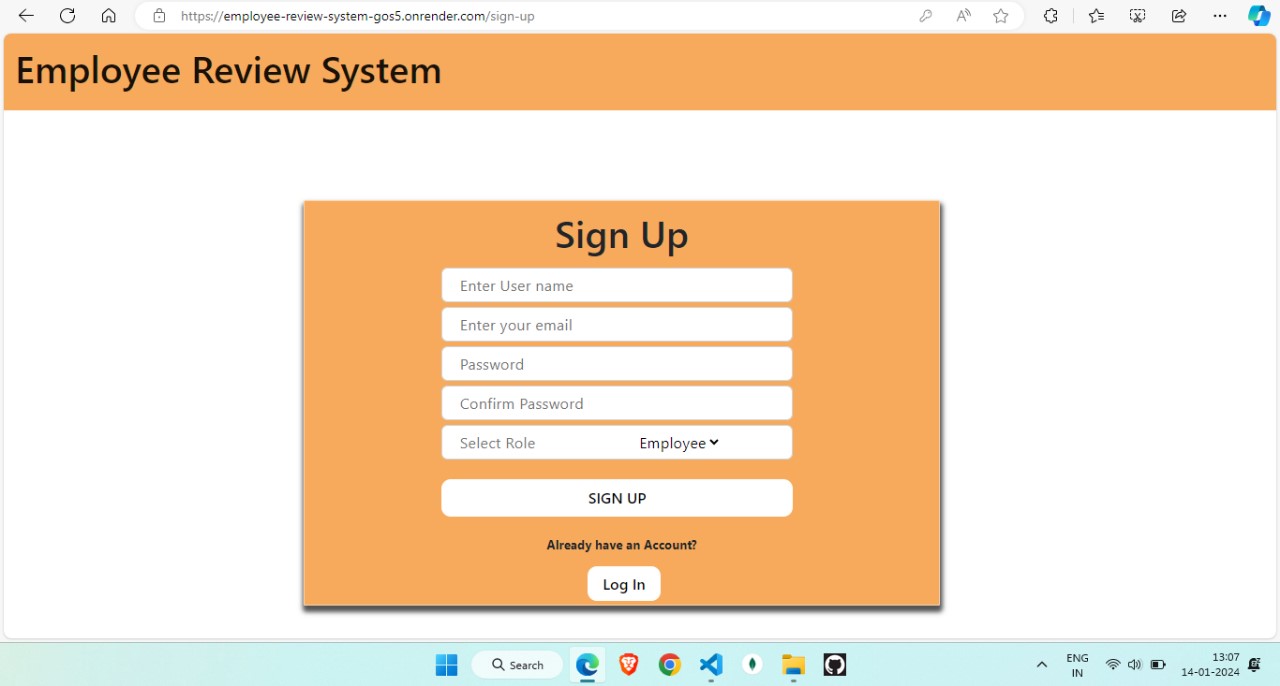 https://employee-review-system-gos5.onrender.com/sign-up
Employee Review System
Sign Up
Enter User name
Enter your email
Password
Confirm Password
Select Role Employee
SIGN UP
Already have an Account?
Log In
Search
ENG
IN
13:07
14-01-2024